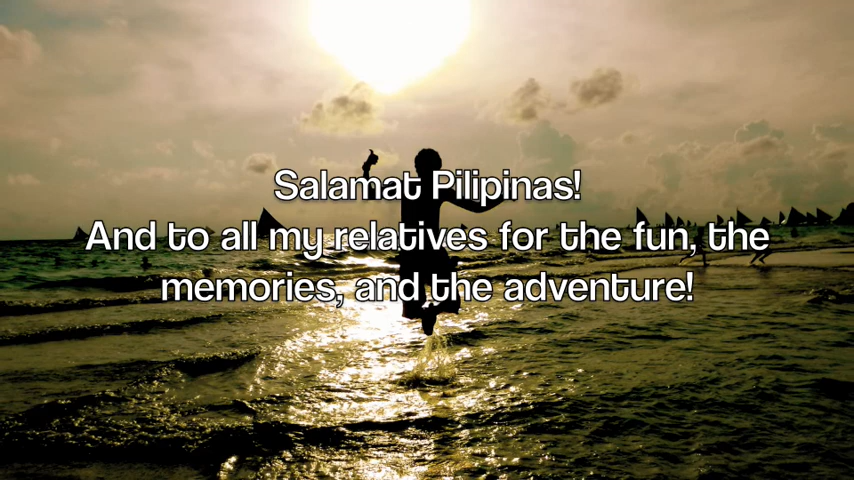 Salamat Pilipinas!
And to all my relatives for the fun, the
memories, and the adventure!